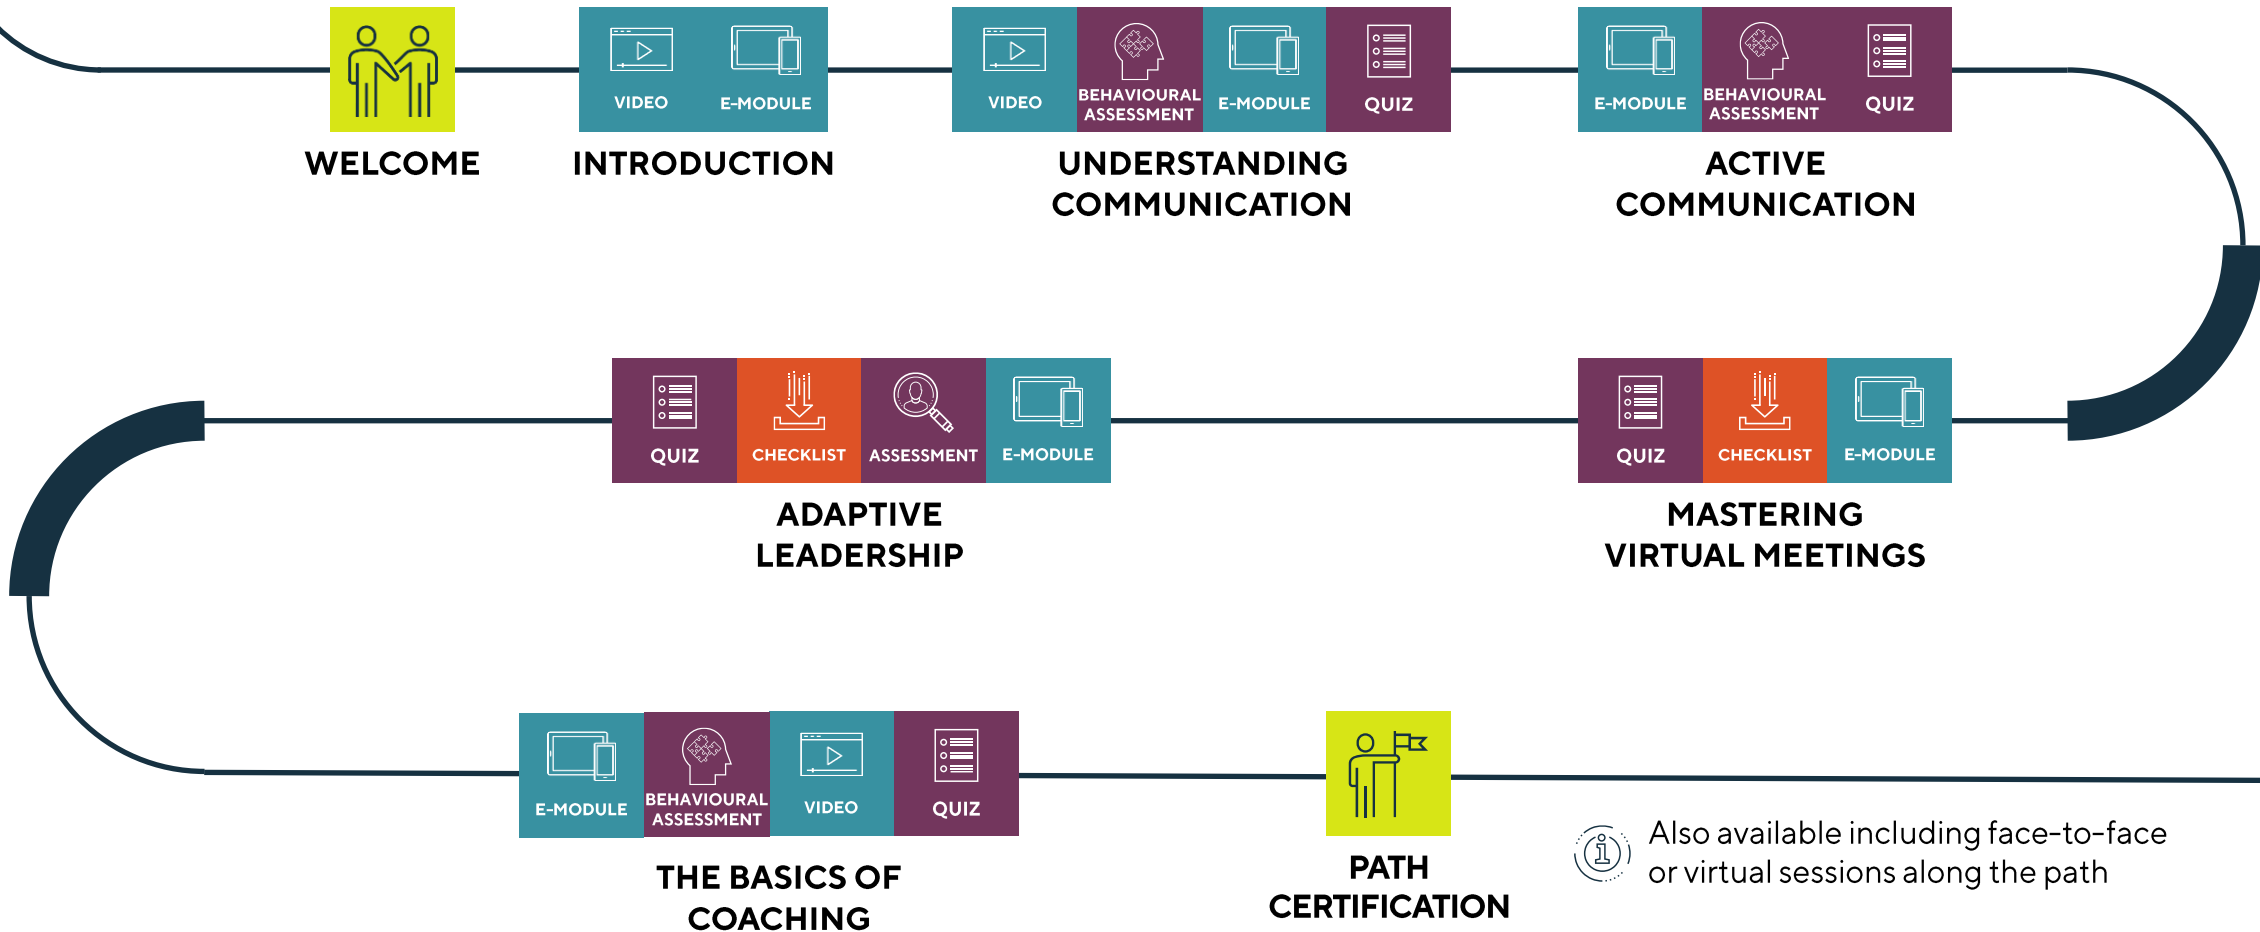 VIDEO
E-MODULE
VIDEO
BEHAVIOURAL
ASSESSMENT
E-MODULE
QUIZ
E-MODULE
BEHAVIOURAL
ASSESSMENT
QUIZ
WELCOME
INTRODUCTION
UNDERSTANDING
COMMUNICATION
ACTIVE
COMMUNICATION
QUIZ
CHECKLIST
ASSESSMENT
E-MODULE
QUIZ
CHECKLIST
E-MODULE
ADAPTIVE
LEADERSHIP
MASTERING
VIRTUAL MEETINGS
E-MODULE
BEHAVIOURAL
ASSESSMENT
VIDEO
QUIZ
THE BASICS OF
COACHING
PATH
CERTIFICATION
Also available including face-to-face
or virtual sessions along the path